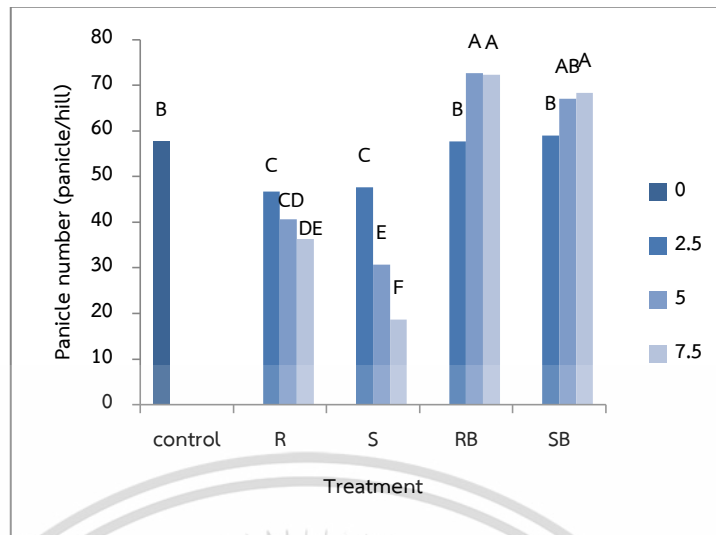 Panicle number (panicle/hill)
80
70
60
50
40
30
20
10
0
B
C
CD
DE
C
E
F
B
A
A
B
AB
A
control
R
S
RB
SB
Treatment
0
2.5
5
7.5